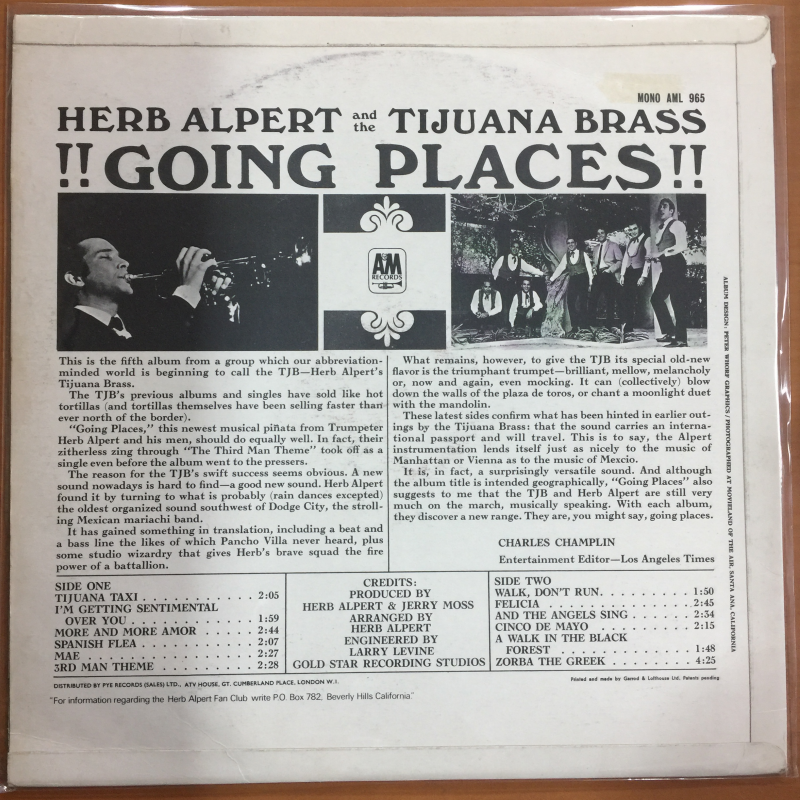 MONO AML 965
HERB ALPERT and the TIJUANA BRASS
!! GOING PLACES !!
A&M
RECORDS
This is the fifth album from a group which our abbreviation-
minded world is beginning to call the TJB—Herb Alpert's
Tijuana Brass.
The TJB's previous albums and singles have sold like hot
tortillas (and tortillas themselves have been selling faster than
ever north of the border).
"Going Places," this newest musical piñata from Trumpeter
Herb Alpert and his men, should do equally well. In fact, their
zitherless zing through "The Third Man Theme" took off as a
single even before the album went to the pressers.
The reason for the TJB's swift success seems obvious. A new
sound nowadays is hard to find—a good new sound. Herb Alpert
found it by turning to what is probably (rain dances excepted)
the oldest organized sound southwest of Dodge City, the stroll-
ing Mexican mariachi band.
It has gained something in translation, including a beat and
a bass line the likes of which Pancho Villa never heard, plus
some studio wizardry that gives Herb's brave squad the fire
power of a battallion.
What remains, however, to give the TJB its special old-new
flavor is the triumphant trumpet—brilliant, mellow, melancholy
or, now and again, even mocking. It can (collectively) blow
down the walls of the plaza de toros, or chant a moonlight duet
with the mandolin.
These latest sides confirm what has been hinted in earlier out-
ings by the Tijuana Brass: that the sound carries an interna-
tional passport and will travel. This is to say, the Alpert
instrumentation lends itself just as nicely to the music of
Manhattan or Vienna as to the music of Mexcio.
It is, in fact, a surprisingly versatile sound. And although
the album title is intended geographically, "Going Places" also
suggests to me that the TJB and Herb Alpert are still very
much on the march, musically speaking. With each album,
they discover a new range. They are, you might say, going places.
CHARLES CHAMPLIN
Entertainment Editor—Los Angeles Times
ALBUM DESIGN: PETER WHORF GRAPHICS / PHOTOGRAPHED AT MOVIELAND OF THE AIR, SANTA ANA, CALIFORNIA
SIDE ONE
TIJUANA TAXI . . . . . . . . . . . . 2:05
I'M GETTING SENTIMENTAL
OVER YOU . . . . . . . . . . . . . 1:59
MORE AND MORE AMOR . . . . . 2:44
SPANISH FLEA . . . . . . . . . . . . 2:07
MAE . . . . . . . . . . . . . . . . . . 2:27
3RD MAN THEME . . . . . . . . . . 2:28
CREDITS:
PRODUCED BY
HERB ALPERT & JERRY MOSS
ARRANGED BY
HERB ALPERT
ENGINEERED BY
LARRY LEVINE
GOLD STAR RECORDING STUDIOS
SIDE TWO
WALK, DON'T RUN. . . . . . . . . 1:50
FELICIA . . . . . . . . . . . . . . . 2:45
AND THE ANGELS SING . . . . . . 2:34
CINCO DE MAYO . . . . . . . . . . 2:15
A WALK IN THE BLACK
FOREST . . . . . . . . . . . . . . 1:48
ZORBA THE GREEK . . . . . . . . 4:25
DISTRIBUTED BY PYE RECORDS (SALES) LTD., ATV HOUSE, GT. CUMBERLAND PLACE, LONDON W.1.
Printed and made by Garrod & Lofthouse Ltd. Patents pending
"For information regarding the Herb Alpert Fan Club write P.O. Box 782, Beverly Hills California."